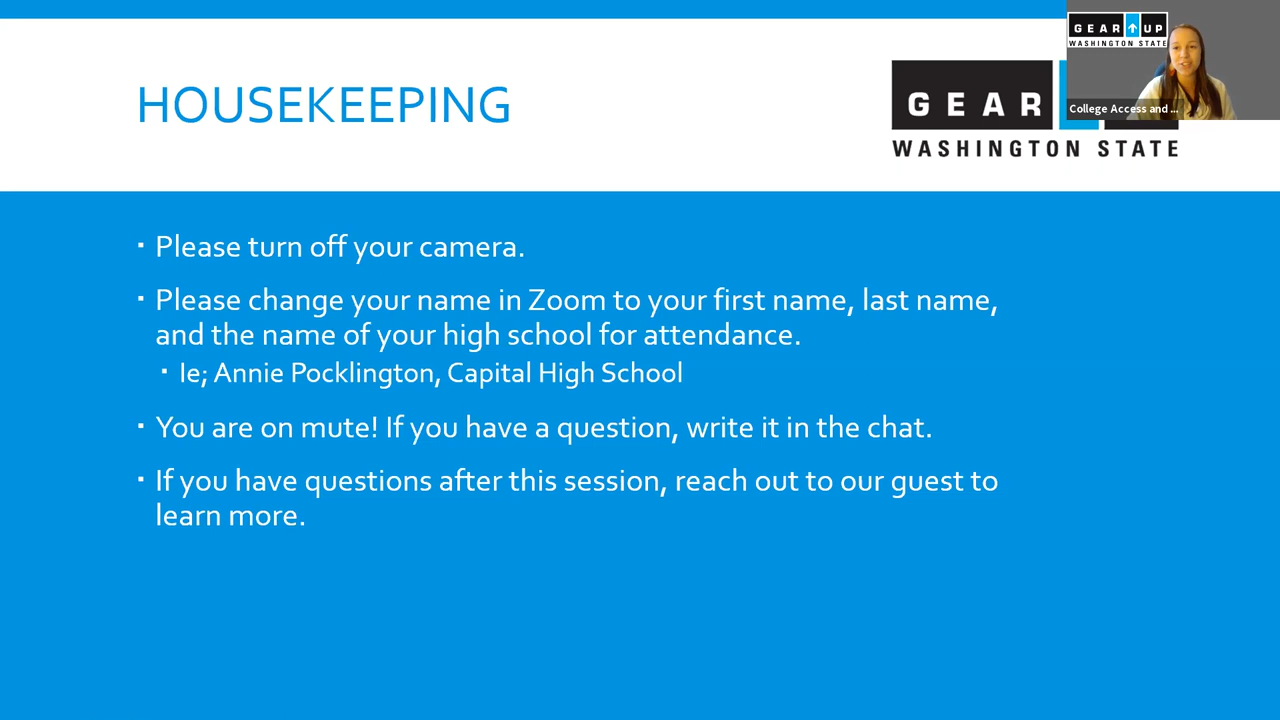 HOUSEKEEPING
GEAR
WASHINGTON STATE
GEAR UP
WASHINGTON STATE
College Access and ...
▪ Please turn off your camera.
▪ Please change your name in Zoom to your first name, last name,
and the name of your high school for attendance.
▪ Ie; Annie Pocklington, Capital High School
▪ You are on mute! If you have a question, write it in the chat.
▪ If you have questions after this session, reach out to our guest to
learn more.